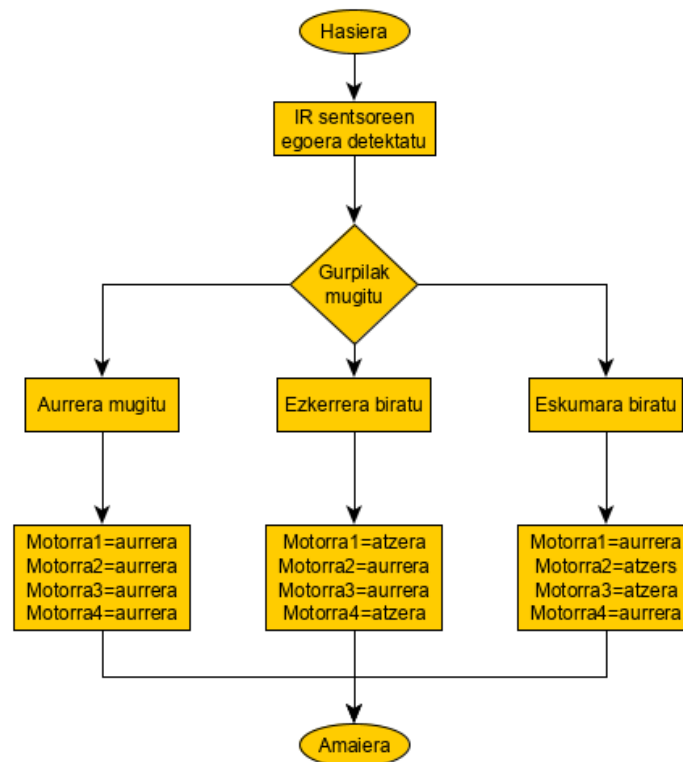 Hasiera
IR sentsoreen
egoera detektatu
Gurpilak
mugitu
Aurrera mugitu
Ezkerrera biratu
Eskumara biratu
Motorra1=aurrera
Motorra2=aurrera
Motorra3=aurrera
Motorra4=aurrera
Motorra1=atzera
Motorra2=aurrera
Motorra3=aurrera
Motorra4=atzera
Motorra1=aurrera
Motorra2=atzers
Motorra3=atzera
Motorra4=aurrera
Amaiera